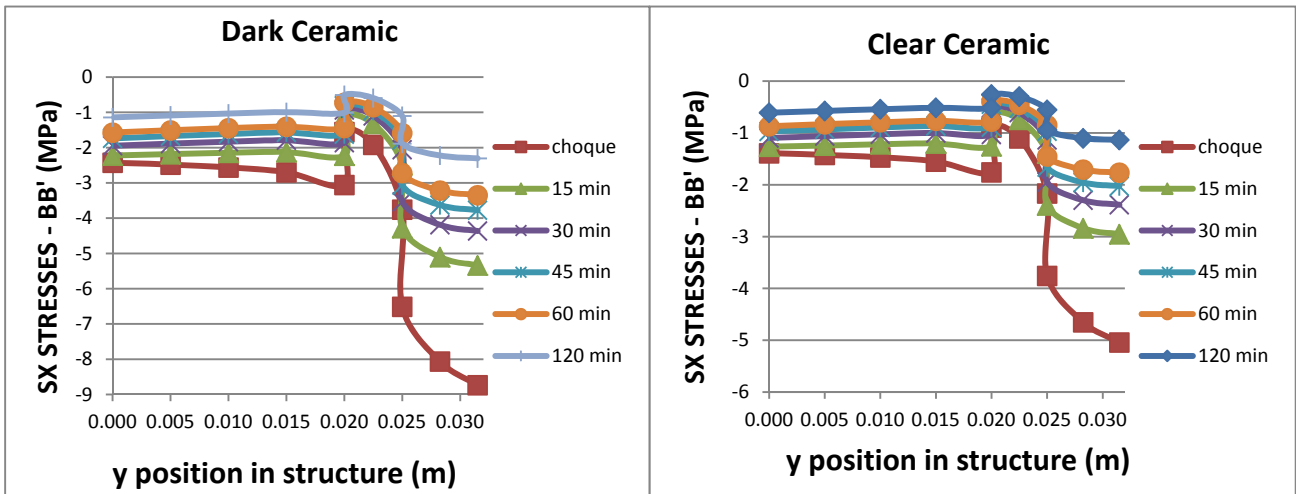 Dark Ceramic
SX STRESSES - BB' (MPa)
0
-1
-2
-3
-4
-5
-6
-7
-8
-9
0.000 0.005 0.010 0.015 0.020 0.025 0.030
y position in structure (m)
choque
15 min
30 min
45 min
60 min
120 min
Clear Ceramic
SX STRESSES - BB' (MPa)
0
-1
-2
-3
-4
-5
-6
0.000 0.005 0.010 0.015 0.020 0.025 0.030
y position in structure (m)
choque
15 min
30 min
45 min
60 min
120 min